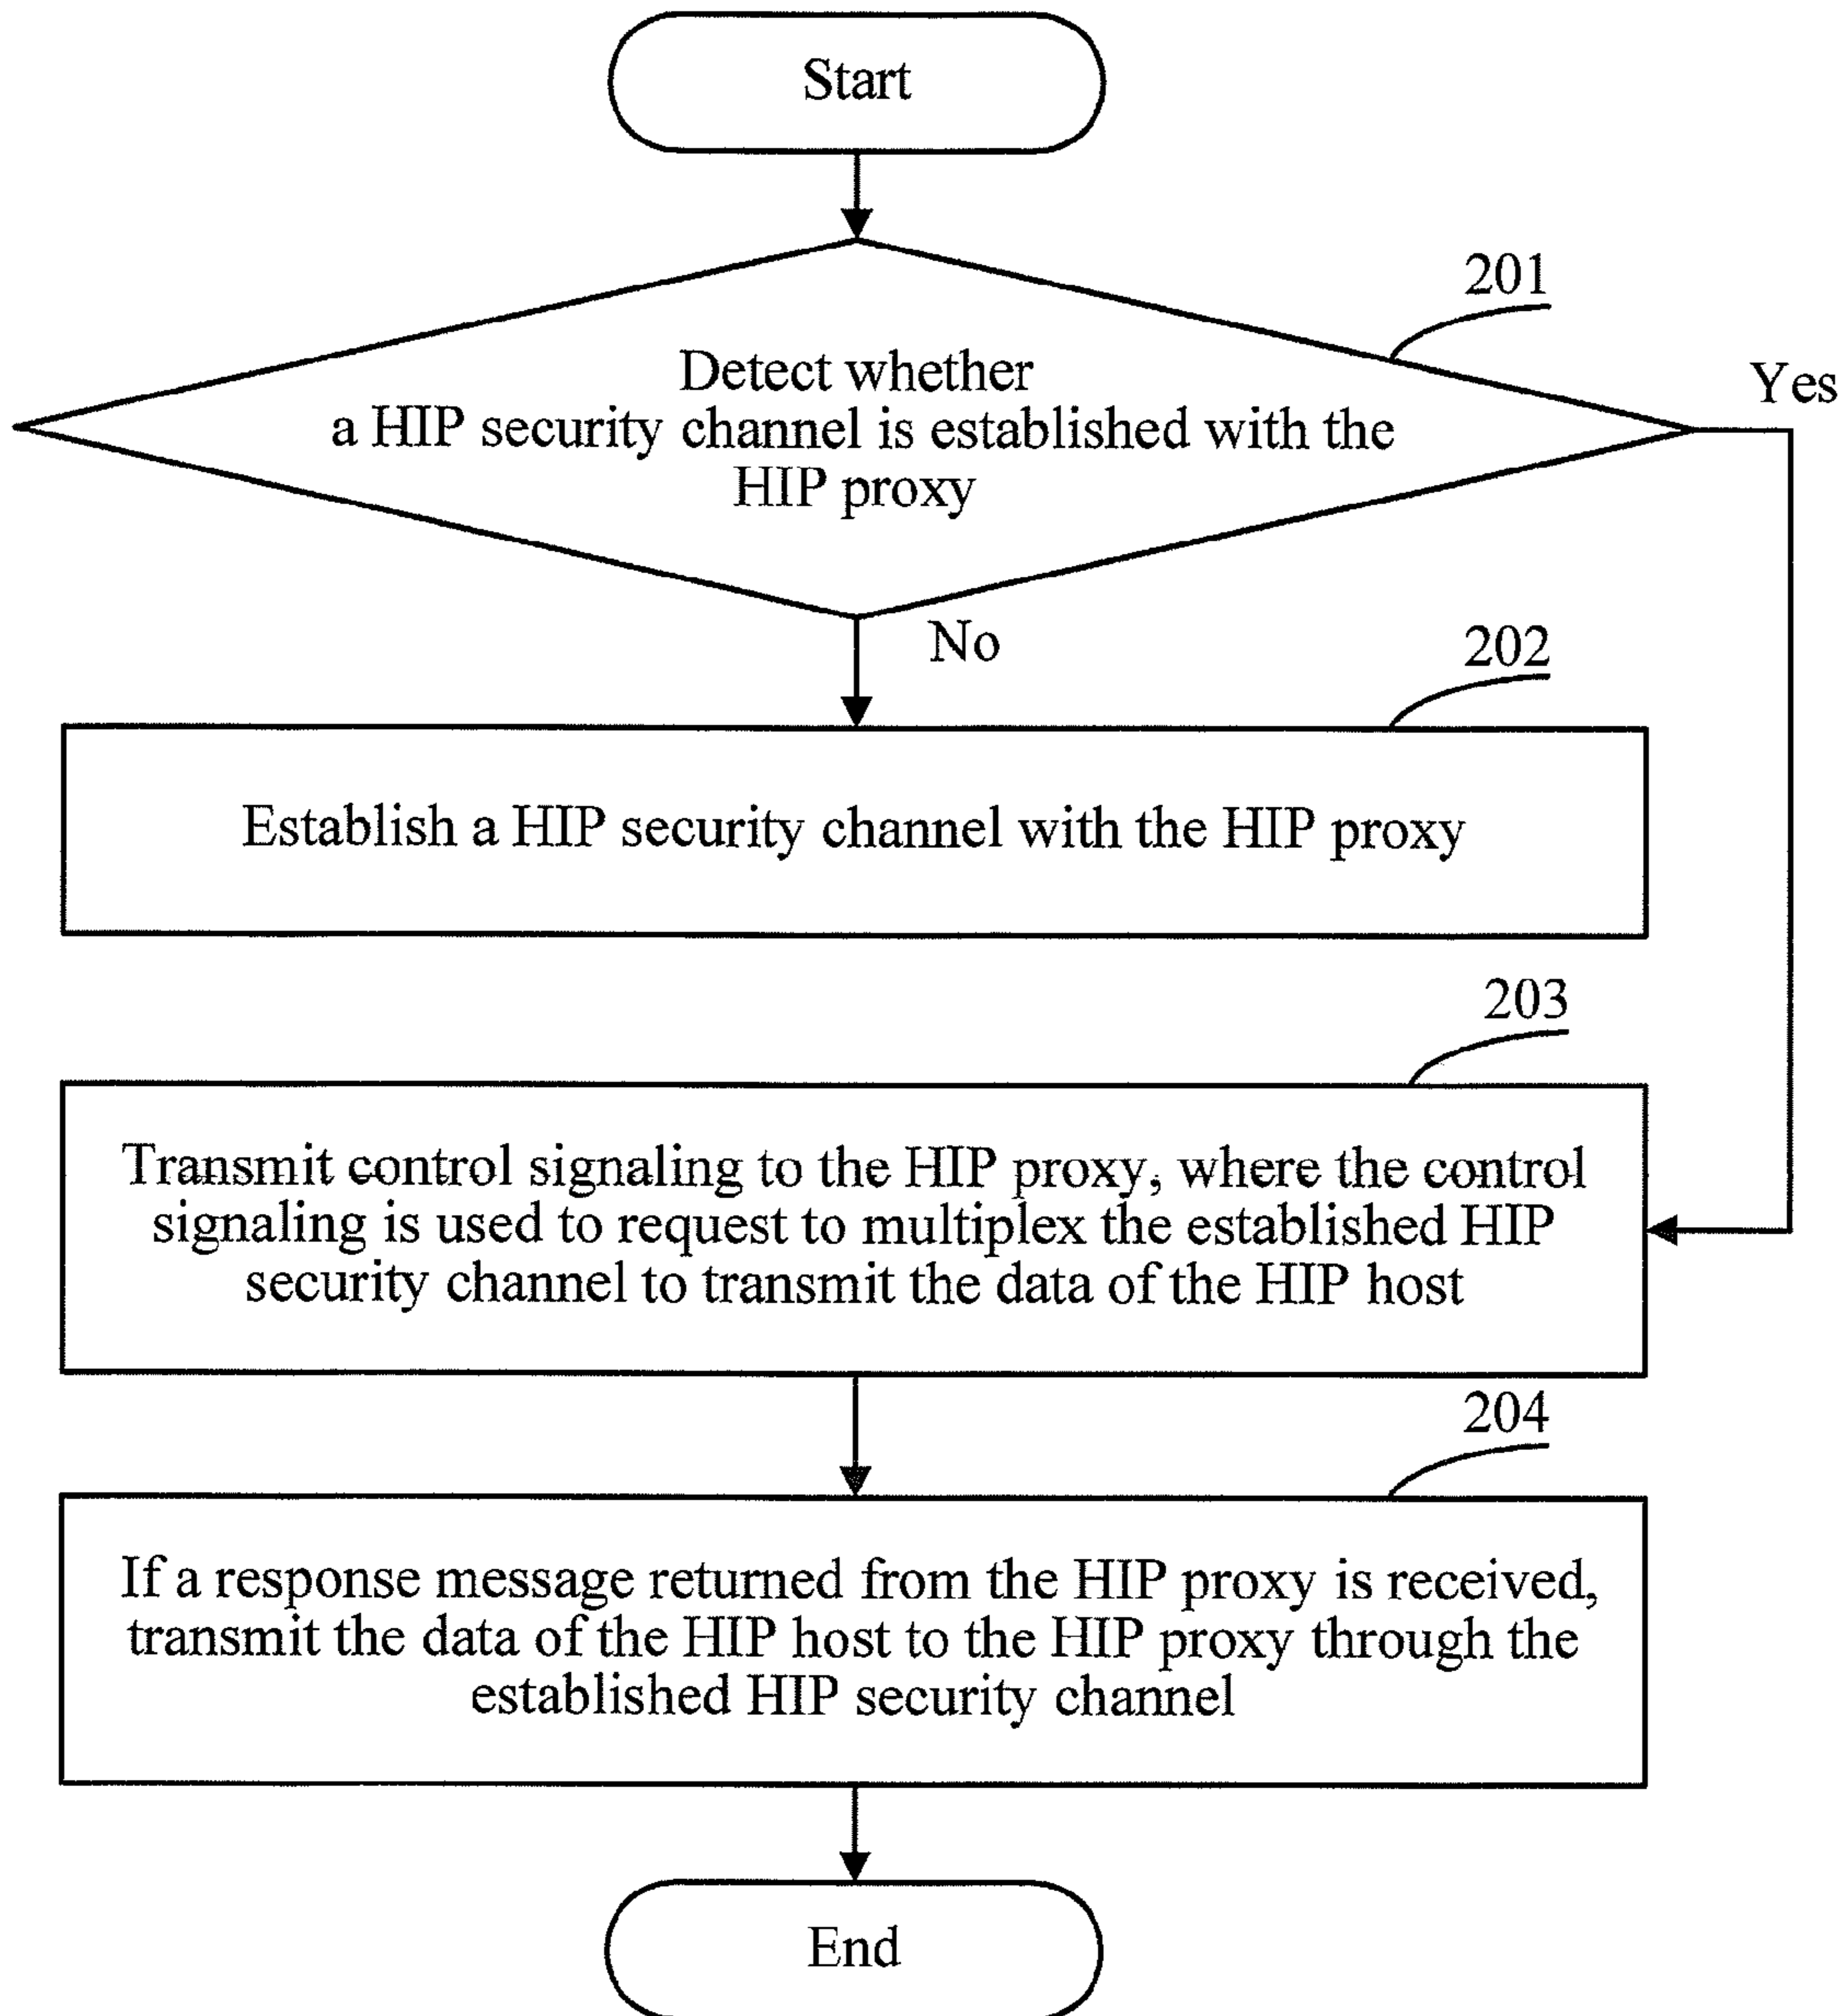 Start
201
Detect whether
a HIP security channel is established with the
HIP proxy
Yes
No
202
Establish a HIP security channel with the HIP proxy
203
Transmit control signaling to the HIP proxy, where the control
signaling is used to request to multiplex the established HIP
security channel to transmit the data of the HIP host
204
If a response message returned from the HIP proxy is received,
transmit the data of the HIP host to the HIP proxy through the
established HIP security channel
End